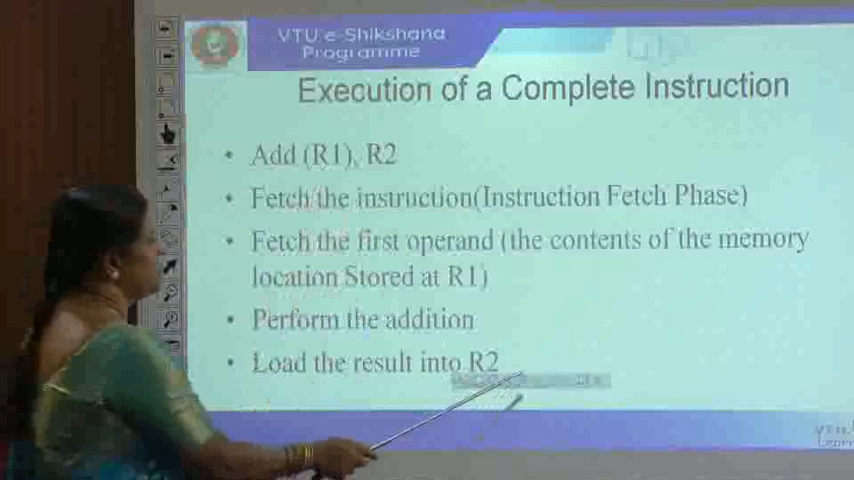 VTU e-Shikshana
Programme
Execution of a Complete Instruction
• Add (R1), R2
• Fetch the instruction(Instruction Fetch Phase)
• Fetch the first operand (the contents of the memory
location Stored at R1)
• Perform the addition
• Load the result into R2